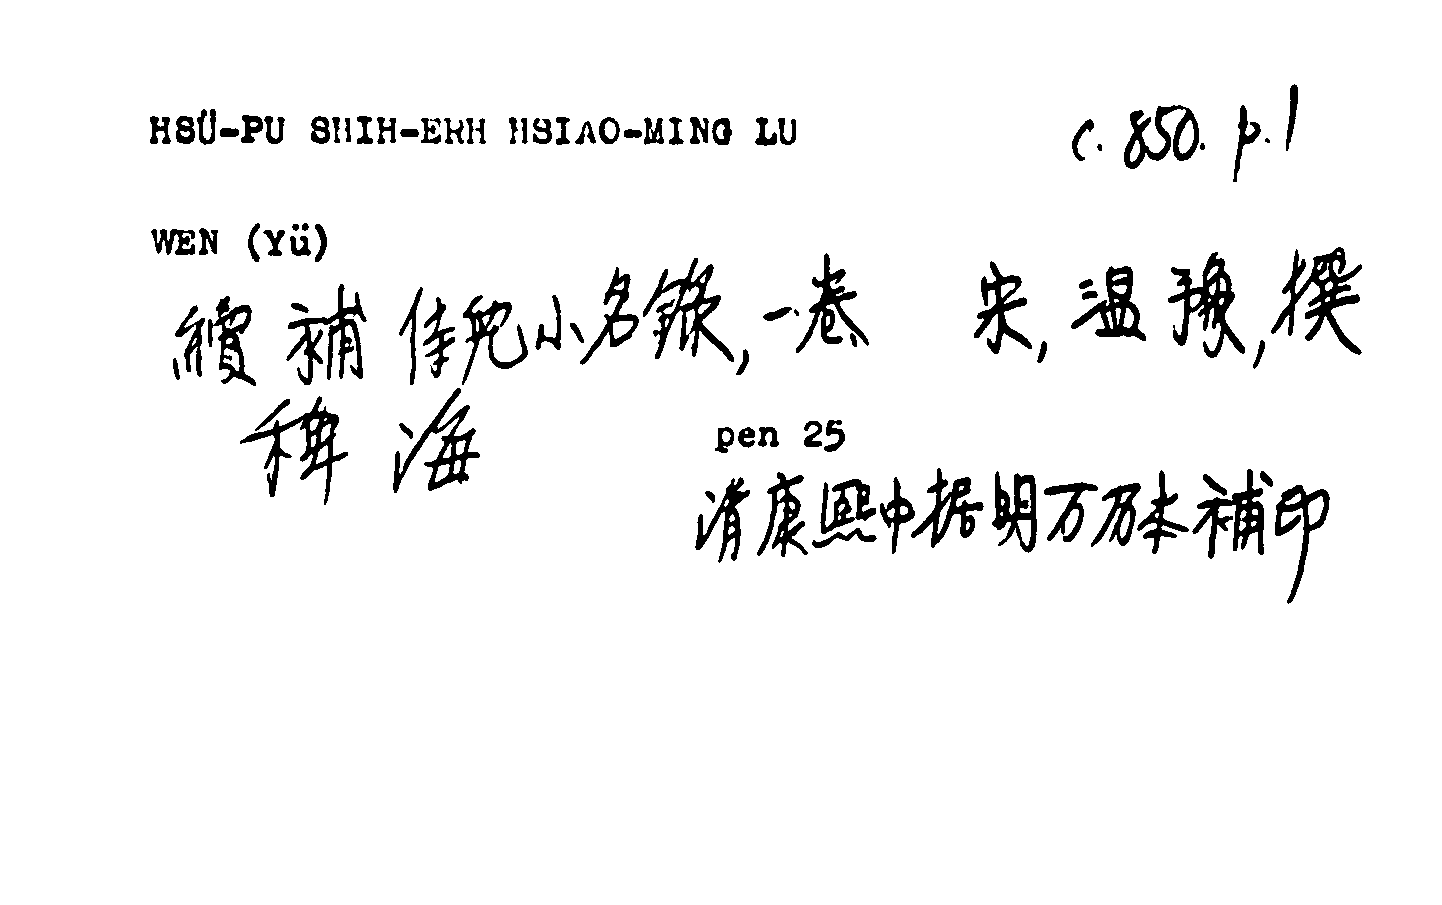 HSÜ-PU SHIH-ERH HSIAO-MING LU c. 850. p. 1
WEN (Yü)
續補侍兒小名錄, 一卷 宋, 温豫, 撰
稗海 pen 25
清康熙中据明万历本補印